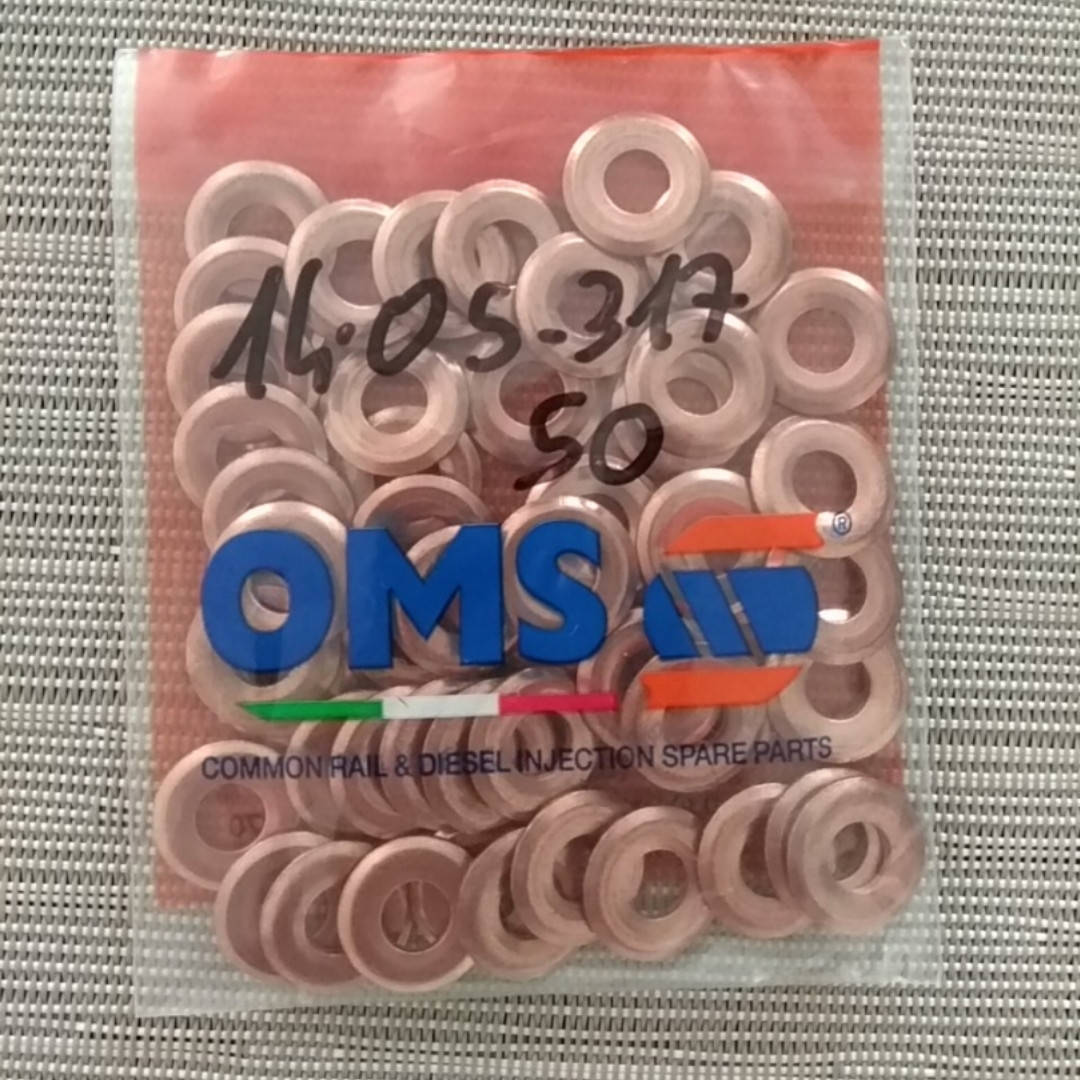 14.05-317
50
OMS ®
COMMON RAIL & DIESEL INJECTION SPARE PARTS